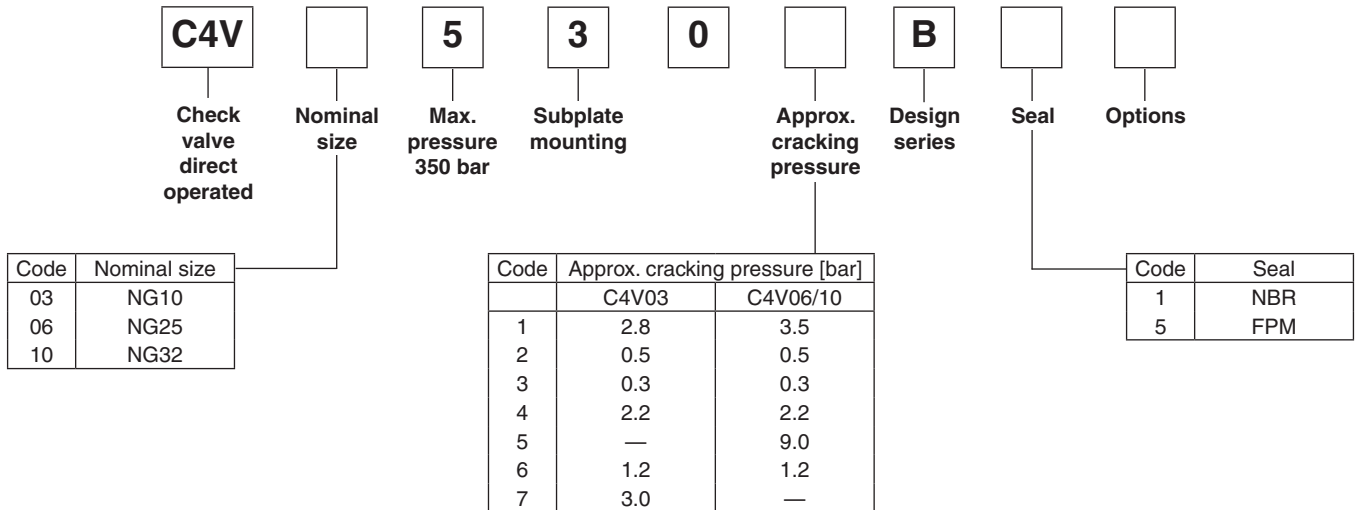 C4V 5 3 0 B
Check valve direct operated
Nominal size
Max. pressure 350 bar
Subplate mounting
Approx. cracking pressure
Design series
Seal
Options
Code Nominal size
03 NG10
06 NG25
10 NG32
Code Approx. cracking pressure [bar]
C4V03 C4V06/10
1 2.8 3.5
2 0.5 0.5
3 0.3 0.3
4 2.2 2.2
5 — 9.0
6 1.2 1.2
7 3.0 —
Code Seal
1 NBR
5 FPM